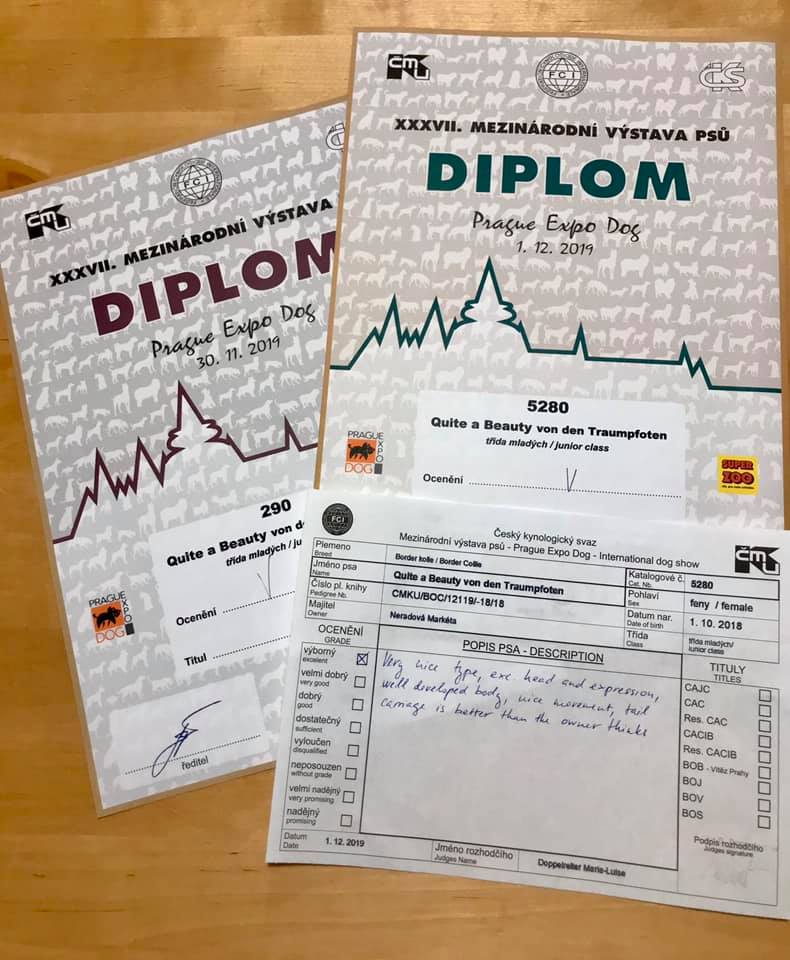 XXXVII. MEZINÁRODNÍ VÝSTAVA
DIPLOM
Prague Expo Dog
30. 11. 2019
290
Quite a Beauty von
třída mladých /
Ocenění V
Titul
PRAGUE
EXPO
DOG
ředitel
ČMKU
FCI
XXXVII. MEZINÁRODNÍ VÝSTAVA PSŮ
DIPLOM
Prague Expo Dog
1. 12. 2019
5280
Quite a Beauty von den Traumpfoten
třída mladých / junior class
Ocenění V
PRAGUE
EXPO
DOG
SUPER
ZOO
FCI
Český kynologický svaz
Mezinárodní výstava psů - Prague Expo Dog - International dog show
Plemeno
Breed
Border kolie / Border Collie
Jméno psa
Name
Quite a Beauty von den Traumpfoten
Katalogové č.
Cat. Nb.
5280
Číslo pl. knihy
Pedigree Nb.
CMKU/BOC/12119/-18/18
Pohlaví
Sex
feny / female
Majitel
Owner
Neradová Markéta
Datum nar.
Date of birth
1. 10. 2018
Třída
Class
třída mladých/
junior class
OCENĚNÍ
GRADE
výborný
excelent
velmi dobrý
very good
dobrý
good
dostatečný
sufficient
vyloučen
disqualified
neposouzen
without grade
velmi nadějný
very promising
nadějný
promising
POPIS PSA - DESCRIPTION
Very nice type, exc head and expression,
well developed body, nice movement, tail
carriage is better than the owner thinks
TITULY
TITLES
CAJC
CAC
Res. CAC
CACIB
Res. CACIB
BOB - Vítěz Prahy
BOJ
BOV
BOS
Datum
Date
1. 12. 2019
Jméno rozhodčího
Judges Name
Doppelreiter Marie-Luise
Podpis rozhodčího
Judges signature